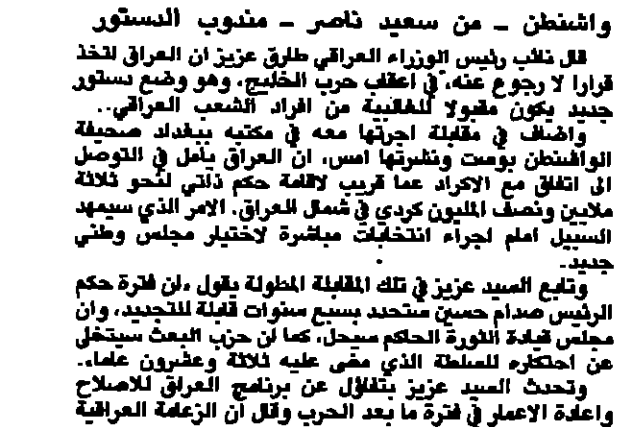 واشنطن ـ من سعيد ناصر ـ مندوب الدستور
قال نائب رئيس الوزراء العراقي طارق عزيز ان العراق اتخذ
قرارا لا رجوع عنه، في اعقاب حرب الخليج، وهو وضع دستور
جديد يكون مقبولا للغالبية من افراد الشعب العراقي..
واضاف في مقابلة اجرتها معه في مكتبه ببغداد صحيفة
الواشنطن بوست ونشرتها امس، ان العراق يأمل في التوصل
الى اتفاق مع الاكراد عما قريب لاقامة حكم ذاتي لنحو ثلاثة
ملايين ونصف المليون كردي في شمال العراق. الامر الذي سيمهد
السبيل امام اجراء انتخابات مباشرة لاختيار مجلس وطني
جديد.
وتابع السيد عزيز في تلك المقابلة المطولة يقول «ان فترة حكم
الرئيس صدام حسين ستحدد بسبع سنوات قابلة للتجديد، وان
مجلس قيادة الثورة الحاكم سيحل، كما ان حزب البعث سيتخلى
عن احتكاره للسلطة الذي مضى عليه ثلاثة وعشرون عاما».
وتحدث السيد عزيز بتفاؤل عن برنامج العراق للاصلاح
واعادة الاعمار في فترة ما بعد الحرب وقال ان الزعامة العراقية